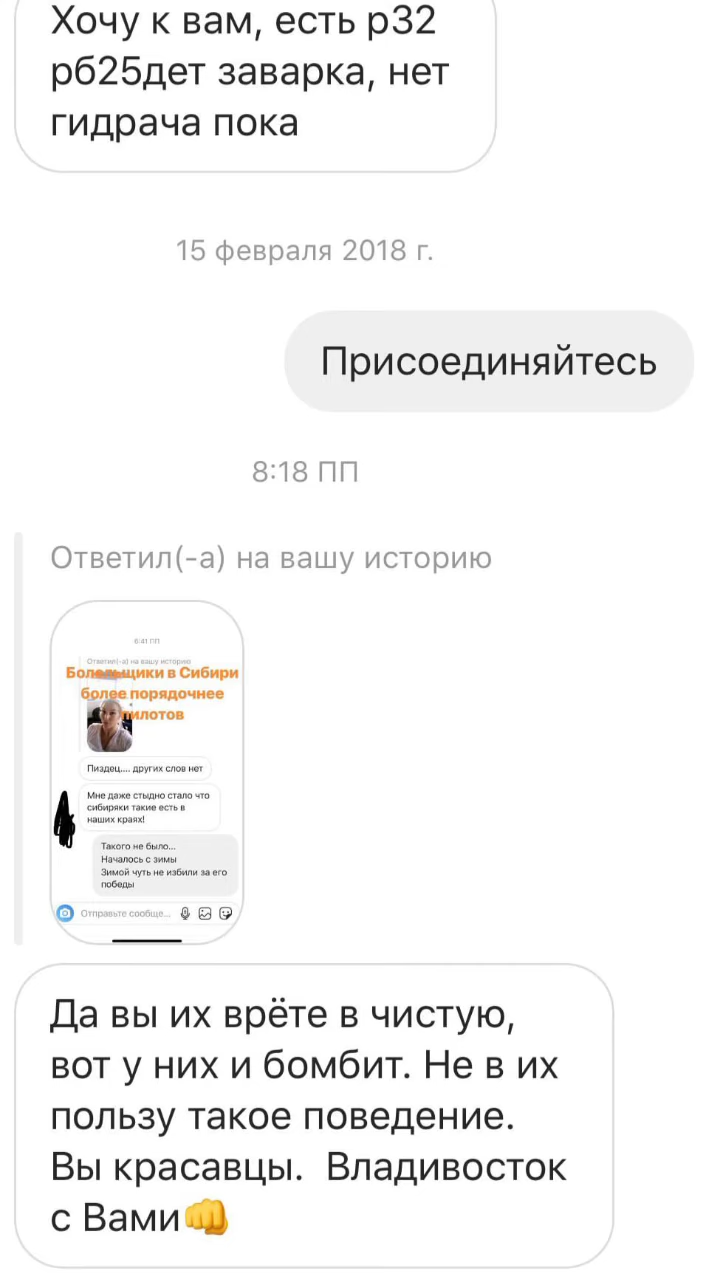 Хочу к вам, есть р32
рб25дет заварка, нет
гидрача пока
15 февраля 2018 г.
Присоединяйтесь
8:18 ПП
Ответил(-а) на вашу историю
6:41 ПП
Ответил(-а) на вашу историю
Болельщики в Сибири
более порядочнее
пилотов
Пиздец.... других слов нет
Мне даже стыдно стало что
сибиряки такие есть в
наших краях!
Такого не было...
Началось с зимы
Зимой чуть не избили за его
победы
Отправьте сообще...
Да вы их врёте в чистую,
вот у них и бомбит. Не в их
пользу такое поведение.
Вы красавцы. Владивосток
с Вами👊